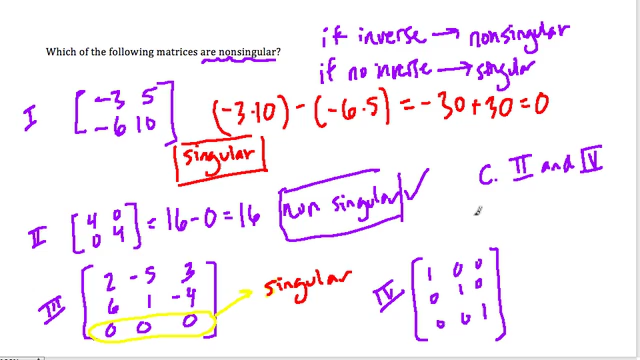 if inverse → nonsingular
Which of the following matrices are nonsingular?
if no inverse → singular
I [-3 5
-6 10] (-3·10) - (-6·5) = -30 + 30 = 0
singular
C. II and IV
II [4 0
0 4] = 16 - 0 = 16 non singular ✓
III [2 -5 3
6 1 -4
0 0 0] → singular
IV [1 0 0
0 1 0
0 0 1]